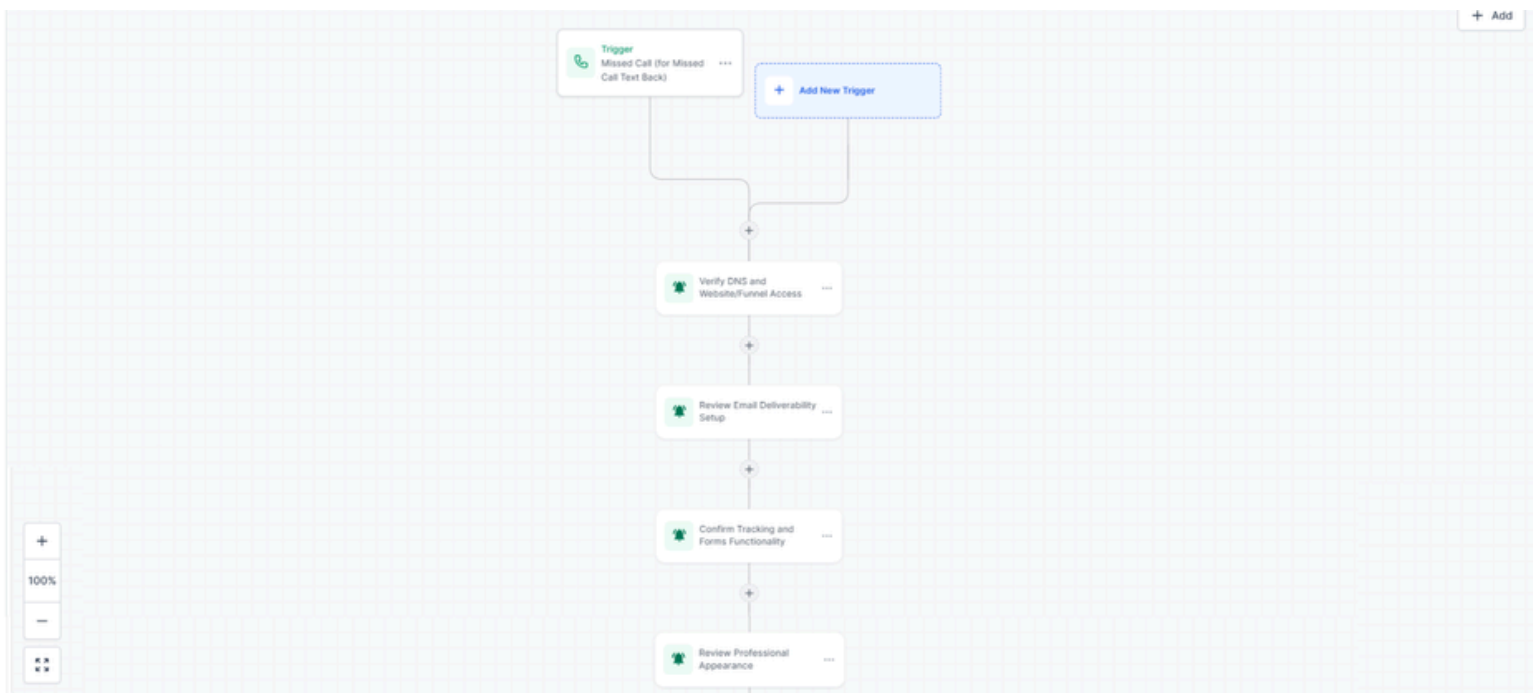 + Add
Trigger
Missed Call (for Missed
Call Text Back)
Add New Trigger
Verify DNS and
Website/Funnel Access
Review Email Deliverability
Setup
Confirm Tracking and
Forms Functionality
100%
Review Professional
Appearance